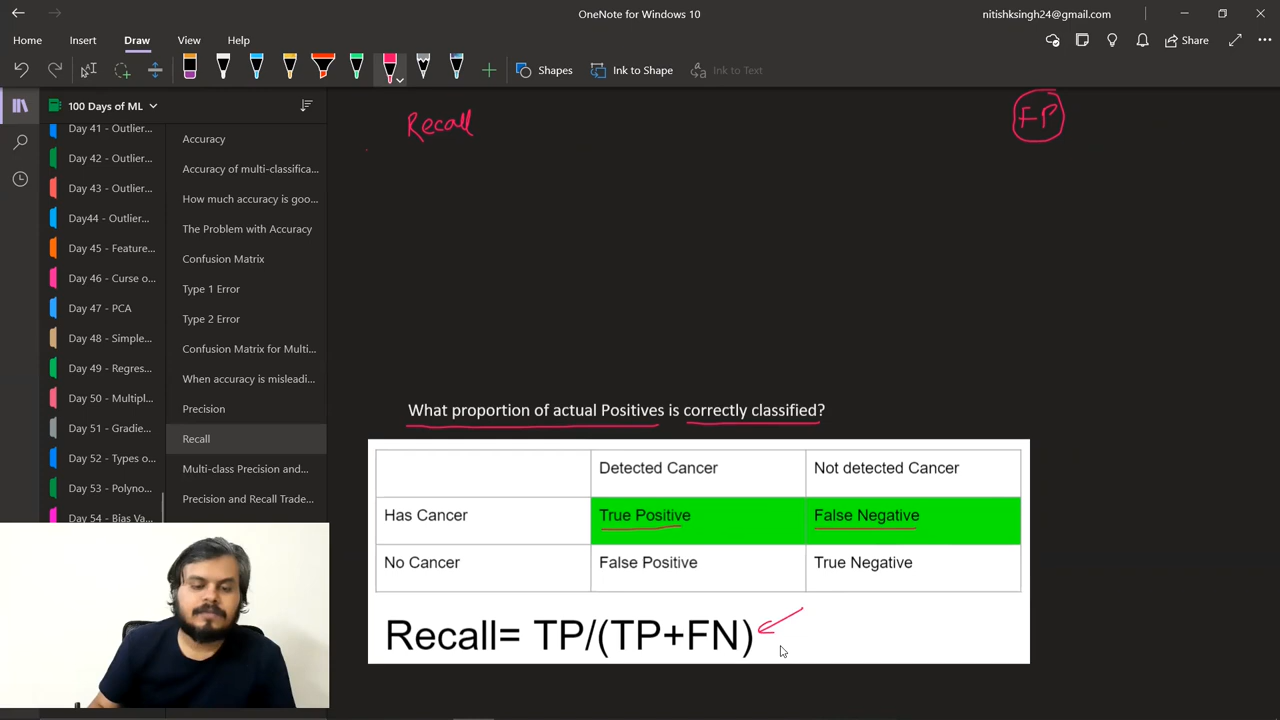 OneNote for Windows 10
nitishksingh24@gmail.com
Home Insert Draw View Help
Share
Shapes
Ink to Shape
Ink to Text
100 Days of ML
Day 41 - Outlier...
Day 42 - Outlier...
Day 43 - Outlier...
Day44 - Outlier...
Day 45 - Feature...
Day 46 - Curse o...
Day 47 - PCA
Day 48 - Simple...
Day 49 - Regres...
Day 50 - Multipl...
Day 51 - Gradie...
Day 52 - Types o...
Day 53 - Polyno...
Day 54 - Bias Va...
Accuracy
Accuracy of multi-classifica...
How much accuracy is goo...
The Problem with Accuracy
Confusion Matrix
Type 1 Error
Type 2 Error
Confusion Matrix for Multi...
When accuracy is misleadi...
Precision
Recall
Multi-class Precision and...
Precision and Recall Trade...
Recall
FP
What proportion of actual Positives is correctly classified?
Detected Cancer Not detected Cancer
Has Cancer True Positive False Negative
No Cancer False Positive True Negative
Recall= TP/(TP+FN)